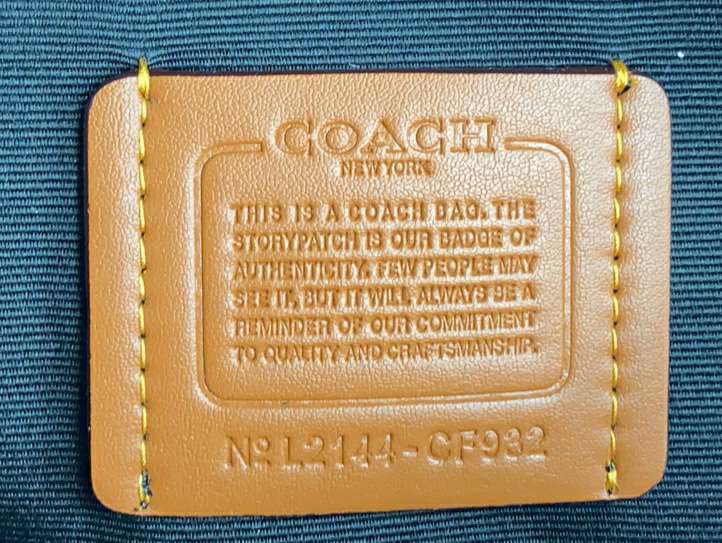 COACH
NEW YORK
THIS IS A COACH BAG. THE
STORYPATCH IS OUR BADGE OF
AUTHENTICITY. FEW PEOPLE MAY
SEE IT, BUT IT WILL ALWAYS BE A
REMINDER OF OUR COMMITMENT
TO QUALITY AND CRAFTSMANSHIP.
Nº L2144-CF932